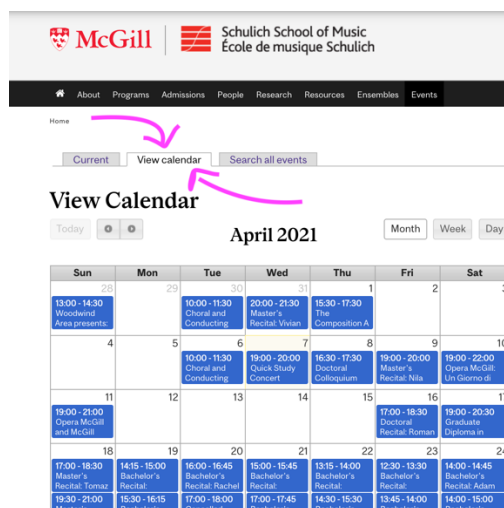 McGill
Schulich School of Music
École de musique Schulich
About Programs Admissions People Research Resources Ensembles Events
Home
Current View calendar Search all events
View Calendar
Today April 2021 Month Week Day
Sun Mon Tue Wed Thu Fri Sat
28 29 30 31 1 2 3
13:00 - 14:30 10:00 - 11:30 20:00 - 21:30 15:30 - 17:30
Woodwind Choral and Master's The
Area presents: Conducting Recital: Vivian Composition A
4 5 6 7 8 9 10
10:00 - 11:30 19:00 - 20:00 16:30 - 17:30 19:00 - 20:00 19:00 - 22:00
Choral and Quick Study Doctoral Master's Opera McGill:
Conducting Concert Colloquium Recital: Nila Un Giorno di
11 12 13 14 15 16 17
19:00 - 21:00 17:00 - 18:30 19:00 - 20:30
Opera McGill Doctoral Graduate
and McGill Recital: Roman Diploma in
18 19 20 21 22 23 24
17:00 - 18:30 14:15 - 15:00 16:00 - 16:45 15:00 - 15:45 13:15 - 14:00 12:30 - 13:30 14:00 - 14:45
Master's Bachelor's Bachelor's Bachelor's Bachelor's Bachelor's Bachelor's
Recital: Tomaz Recital: Recital: Rachel Recital: Recital: Recital: Recital: Adam
19:30 - 21:00 15:30 - 16:15 17:00 - 18:00 17:00 - 17:45 14:30 - 15:30 13:45 - 14:00 14:00 - 15:00